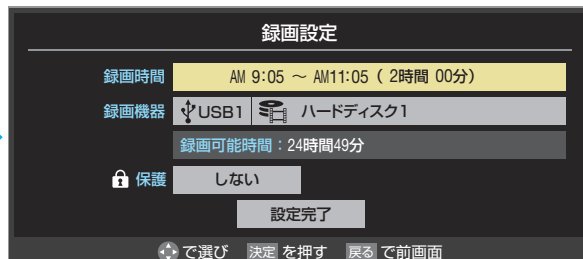 録画設定
録画時間 AM 9:05 ～ AM11:05 ( 2時間 00分)
録画機器 USB1 ハードディスク1
録画可能時間：24時間49分
保護 しない
設定完了
で選び 決定 を押す 戻る で前画面